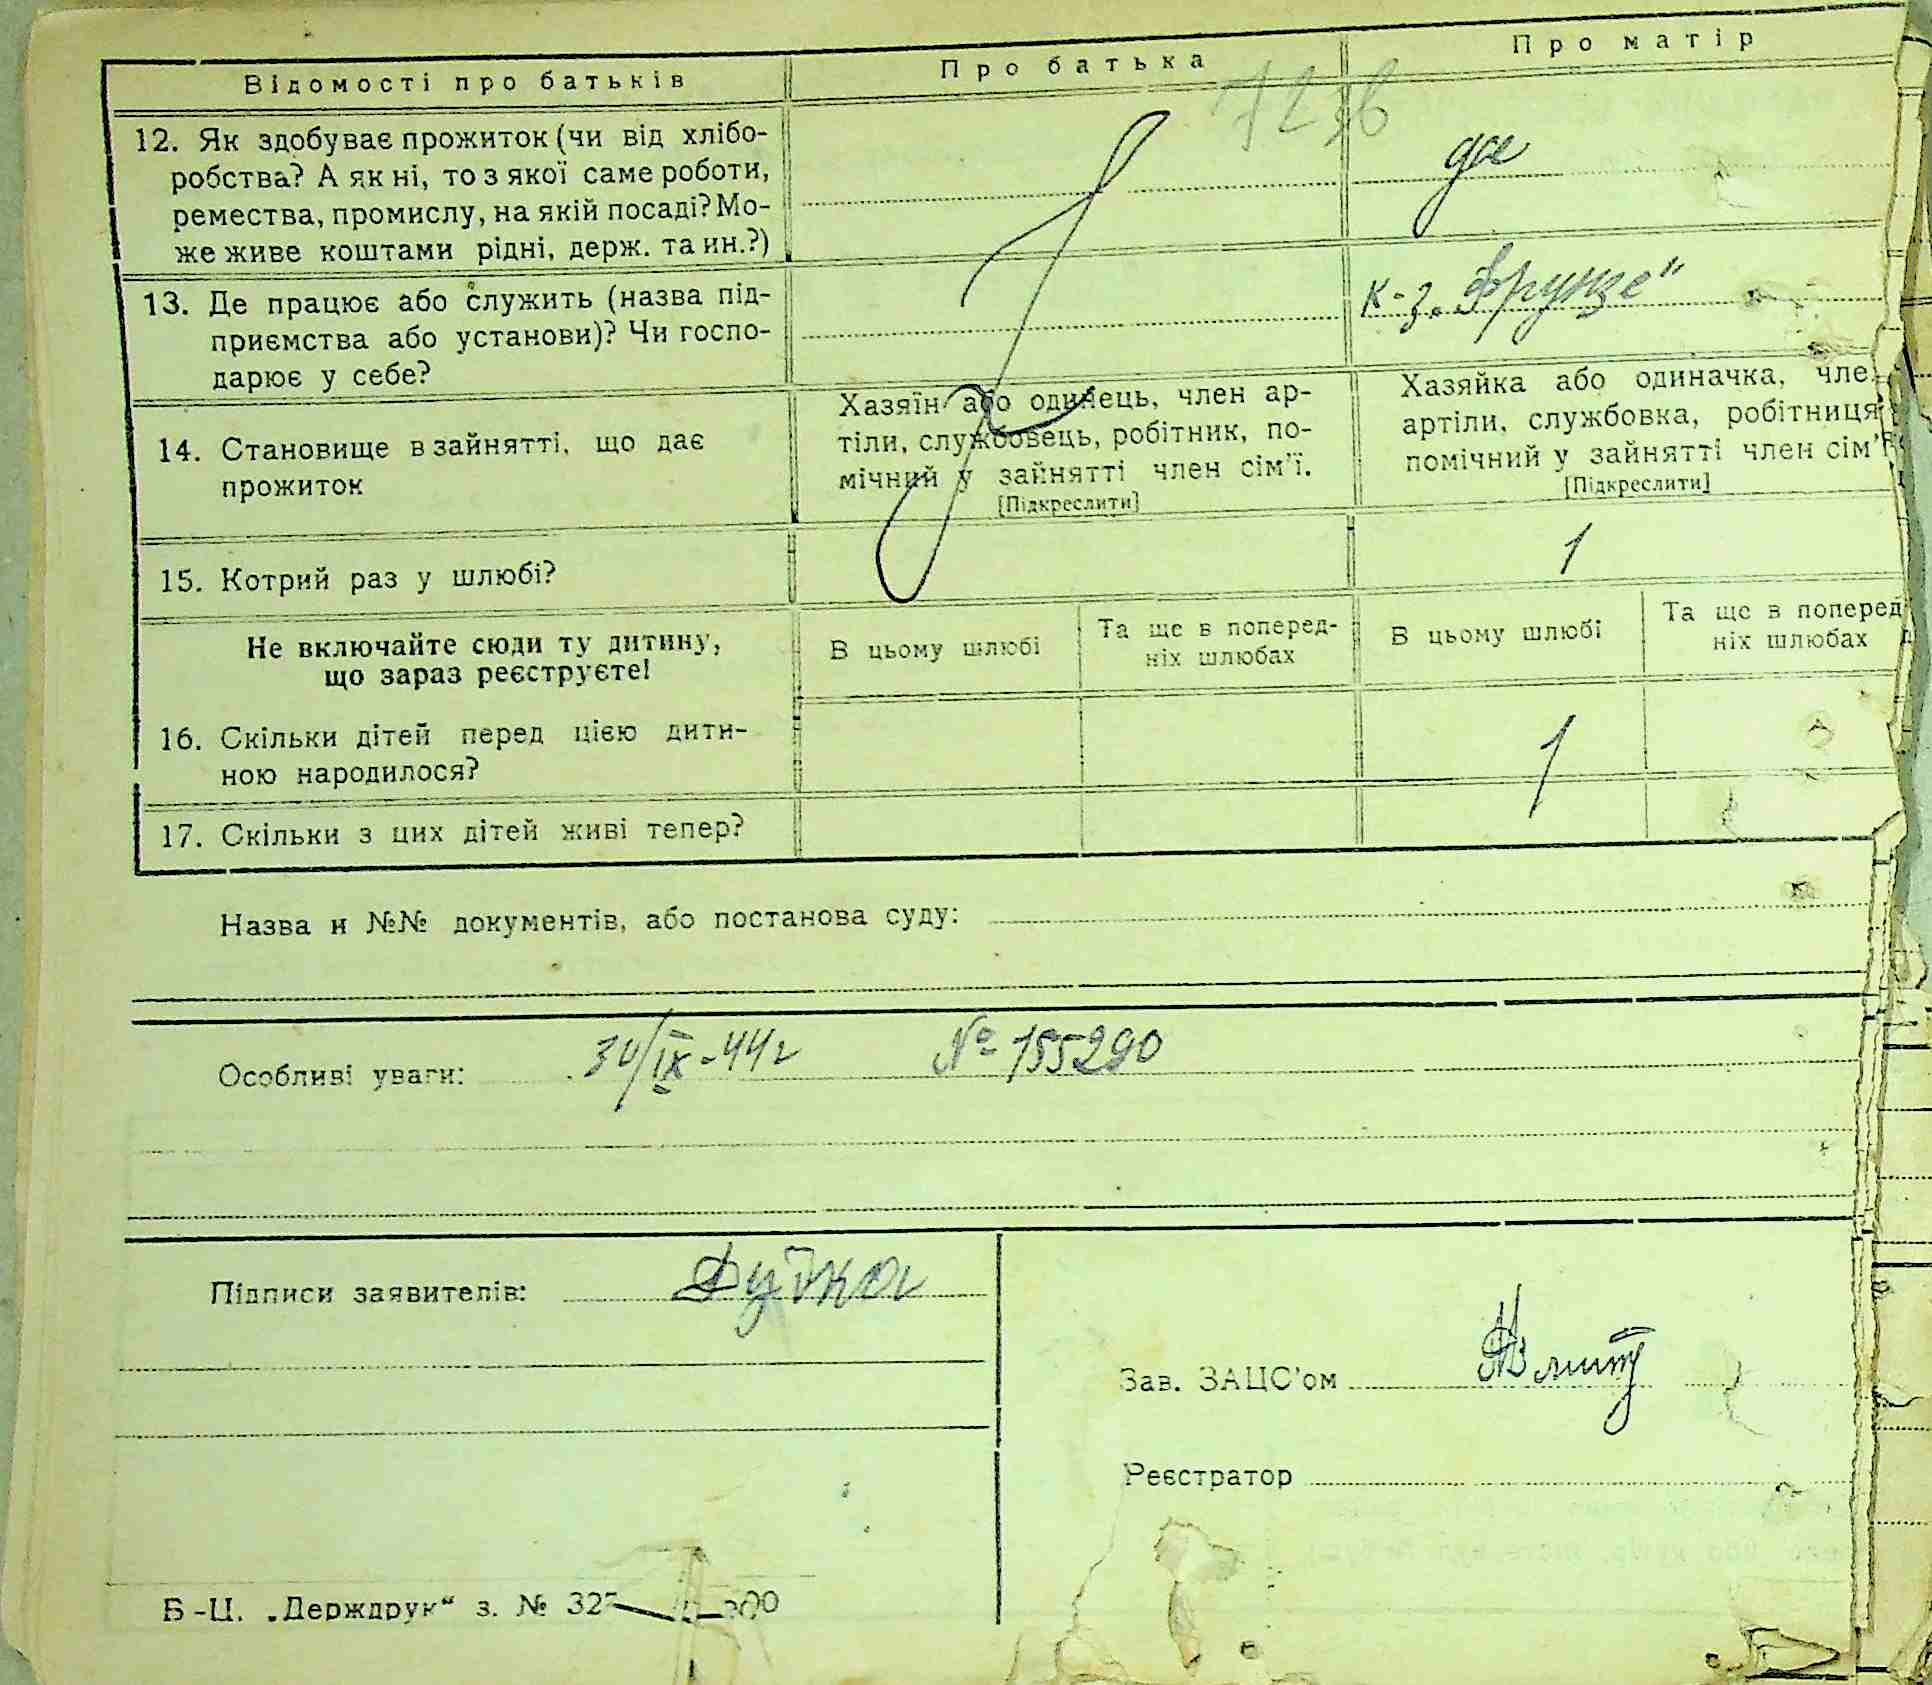 Відомості про батьків
Про батька
Про матір
12. Як здобуває прожиток (чи від хлібо-
робства? А як ні, то з якої саме роботи,
ремества, промислу, на якій посаді? Мо-
же живе коштами рідні, держ. та ин.?)
13. Де працює або служить (назва під-
приємства або установи)? Чи госпо-
дарює у себе?
к-з „Фрунзе"
14. Становище в зайнятті, що дає
прожиток
Хазяїн або одинець, член ар-
тіли, службовець, робітник, по-
мічний у зайнятті член сім'ї.
[Підкреслити]
Хазяйка або одиначка, чле
артіли, службовка, робітниця
помічний у зайнятті член сім'ї
[Підкреслити]
15. Котрий раз у шлюбі?
1
Не включайте сюди ту дитину,
що зараз реєструєте!
В цьому шлюбі
Та ще в поперед-
ніх шлюбах
В цьому шлюбі
Та ще в поперед
ніх шлюбах
16. Скільки дітей перед цією дити-
ною народилося?
1
17. Скільки з цих дітей живі тепер?
Назва и №№ документів, або постанова суду:
Особливі уваги: 30/IX-44г № 155290
Підписи заявителів:
Зав. ЗАЦС'ом
Реєстратор
Б-Ц. „Держдрук" з. №